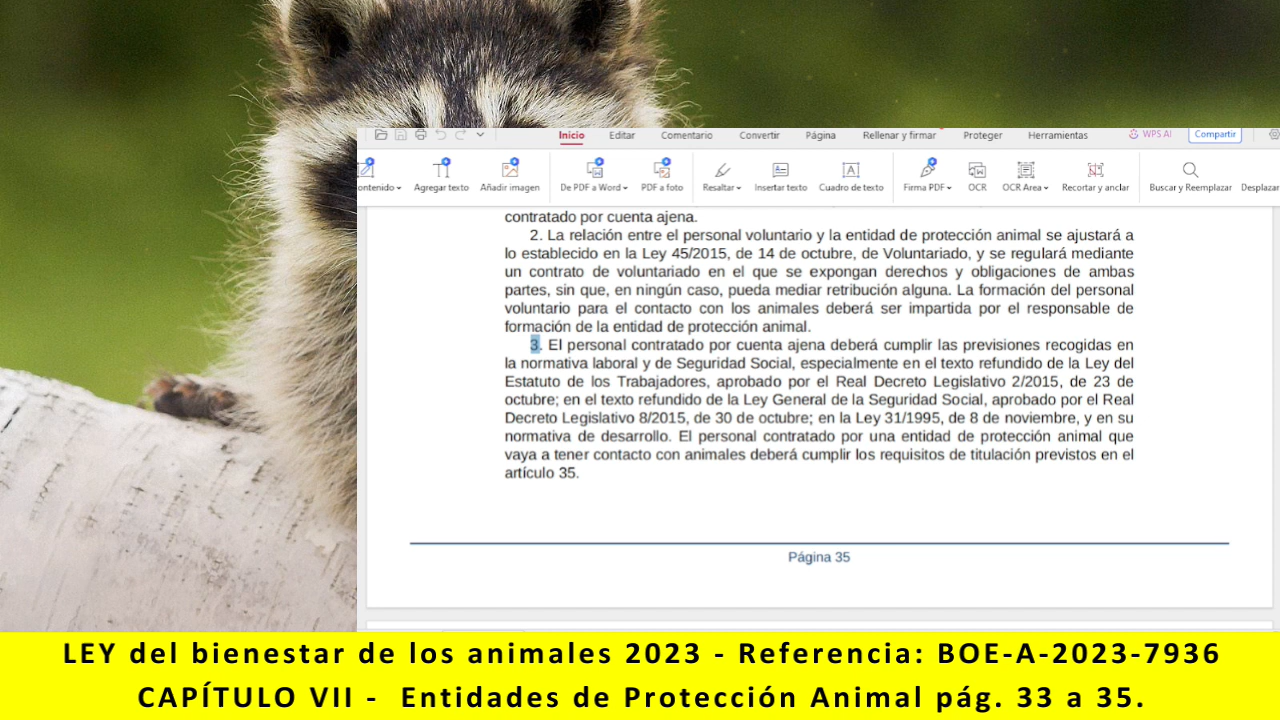 Inicio Editar Comentario Convertir Página Rellenar y firmar Proteger Herramientas WPS AI Compartir
ontenido Agregar texto Añadir imagen De PDF a Word PDF a foto Resaltar Insertar texto Cuadro de texto Firma PDF OCR OCR Area Recortar y anclar Buscar y Reemplazar Desplazar
contratado por cuenta ajena.
2. La relación entre el personal voluntario y la entidad de protección animal se ajustará a
lo establecido en la Ley 45/2015, de 14 de octubre, de Voluntariado, y se regulará mediante
un contrato de voluntariado en el que se expongan derechos y obligaciones de ambas
partes, sin que, en ningún caso, pueda mediar retribución alguna. La formación del personal
voluntario para el contacto con los animales deberá ser impartida por el responsable de
formación de la entidad de protección animal.
3. El personal contratado por cuenta ajena deberá cumplir las previsiones recogidas en
la normativa laboral y de Seguridad Social, especialmente en el texto refundido de la Ley del
Estatuto de los Trabajadores, aprobado por el Real Decreto Legislativo 2/2015, de 23 de
octubre; en el texto refundido de la Ley General de la Seguridad Social, aprobado por el Real
Decreto Legislativo 8/2015, de 30 de octubre; en la Ley 31/1995, de 8 de noviembre, y en su
normativa de desarrollo. El personal contratado por una entidad de protección animal que
vaya a tener contacto con animales deberá cumplir los requisitos de titulación previstos en el
artículo 35.
Página 35
LEY del bienestar de los animales 2023 - Referencia: BOE-A-2023-7936
CAPÍTULO VII - Entidades de Protección Animal pág. 33 a 35.